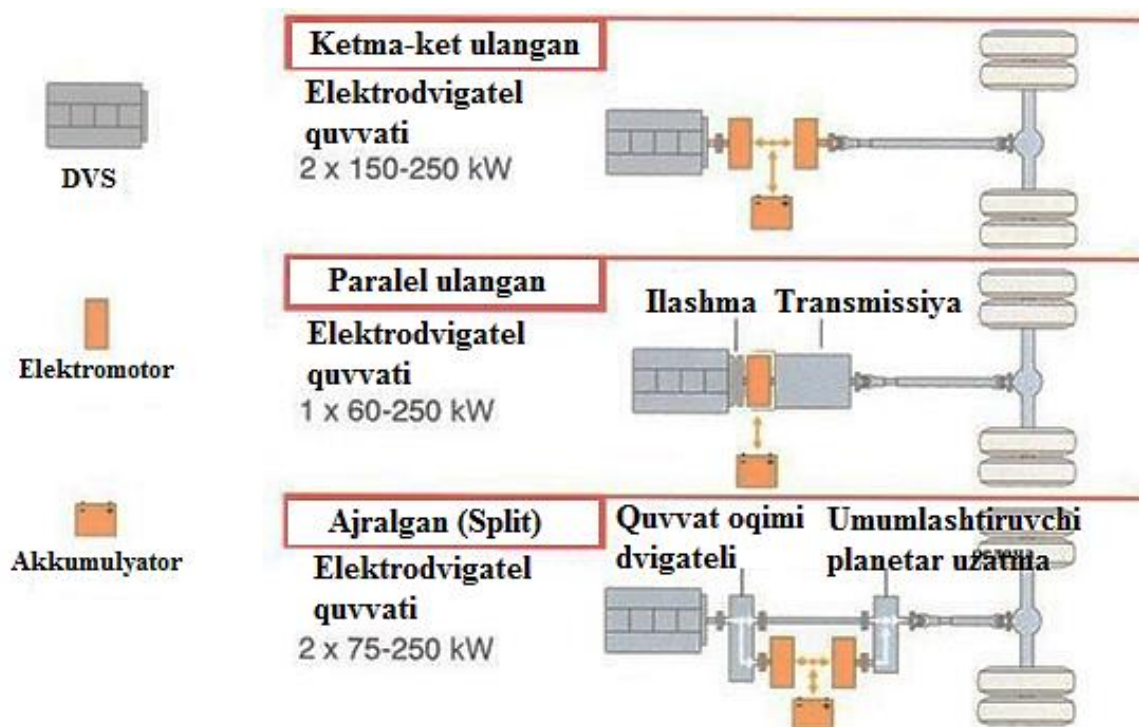 DVS
Elektromotor
Akkumulyator
Ketma-ket ulangan
Elektrodvigatel
quvvati
2 x 150-250 kW
Paralel ulangan
Elektrodvigatel
quvvati
1 x 60-250 kW
Ilashma
Transmissiya
Ajralgan (Split)
Elektrodvigatel
quvvati
2 x 75-250 kW
Quvvat oqimi
dvigateli
Umumlashtiruvchi
planetar uzatma